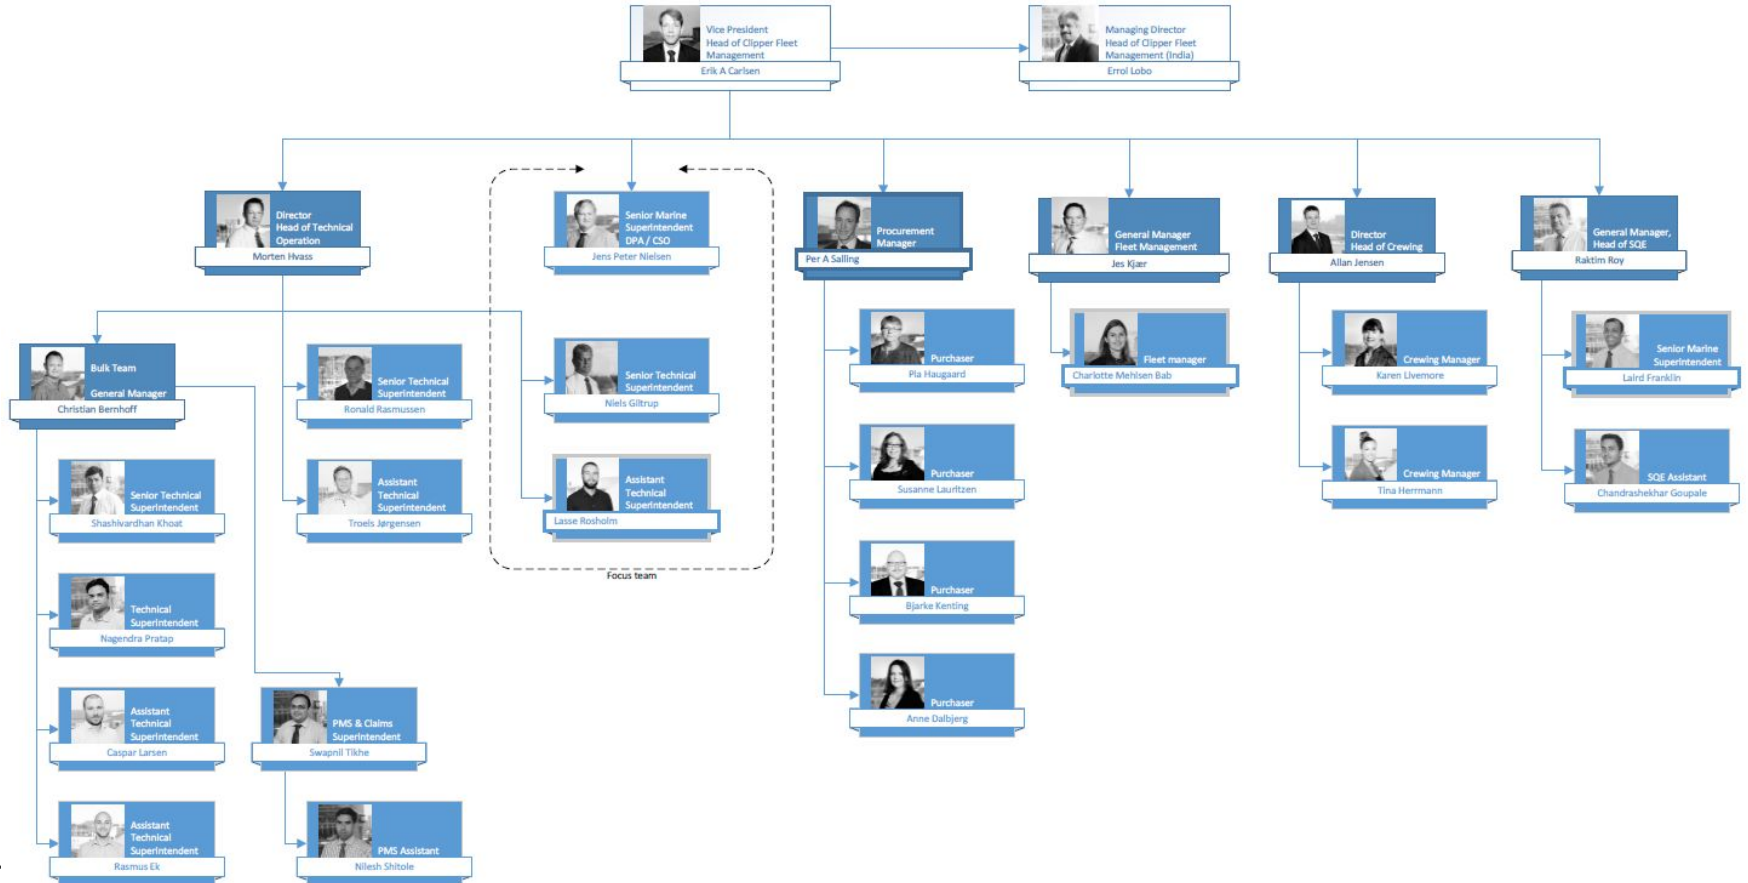 Vice President
Head of Clipper Fleet
Management
Erik A Carlsen
Managing Director
Head of Clipper Fleet
Management (India)
Errol Lobo
Director
Head of Technical
Operation
Morten Hvass
Senior Marine
Superintendent
DPA / CSO
Jens Peter Nielsen
Procurement
Manager
Per A Salling
General Manager
Fleet Management
Jes Kjær
Director
Head of Crewing
Allan Jensen
General Manager,
Head of SQE
Raktim Roy
Bulk Team
General Manager
Christian Bernhoff
Senior Technical
Superintendent
Ronald Rasmussen
Senior Technical
Superintendent
Niels Giltrup
Purchaser
Pia Haugaard
Fleet manager
Charlotte Mehlsen Bab
Crewing Manager
Karen Livemore
Senior Marine
Superintendent
Laird Franklin
Senior Technical
Superintendent
Shashivardhan Khoat
Assistant
Technical
Superintendent
Troels Jørgensen
Assistant
Technical
Superintendent
Lasse Rosholm
Purchaser
Susanne Lauritzen
Crewing Manager
Tina Herrmann
SQE Assistant
Chandrashekhar Goupale
Focus team
Technical
Superintendent
Nagendra Pratap
Purchaser
Bjarke Kenting
Assistant
Technical
Superintendent
Caspar Larsen
PMS & Claims
Superintendent
Swapnil Tikhe
Purchaser
Anne Dalbjerg
Assistant
Technical
Superintendent
Rasmus Ek
PMS Assistant
Nilesh Shitole